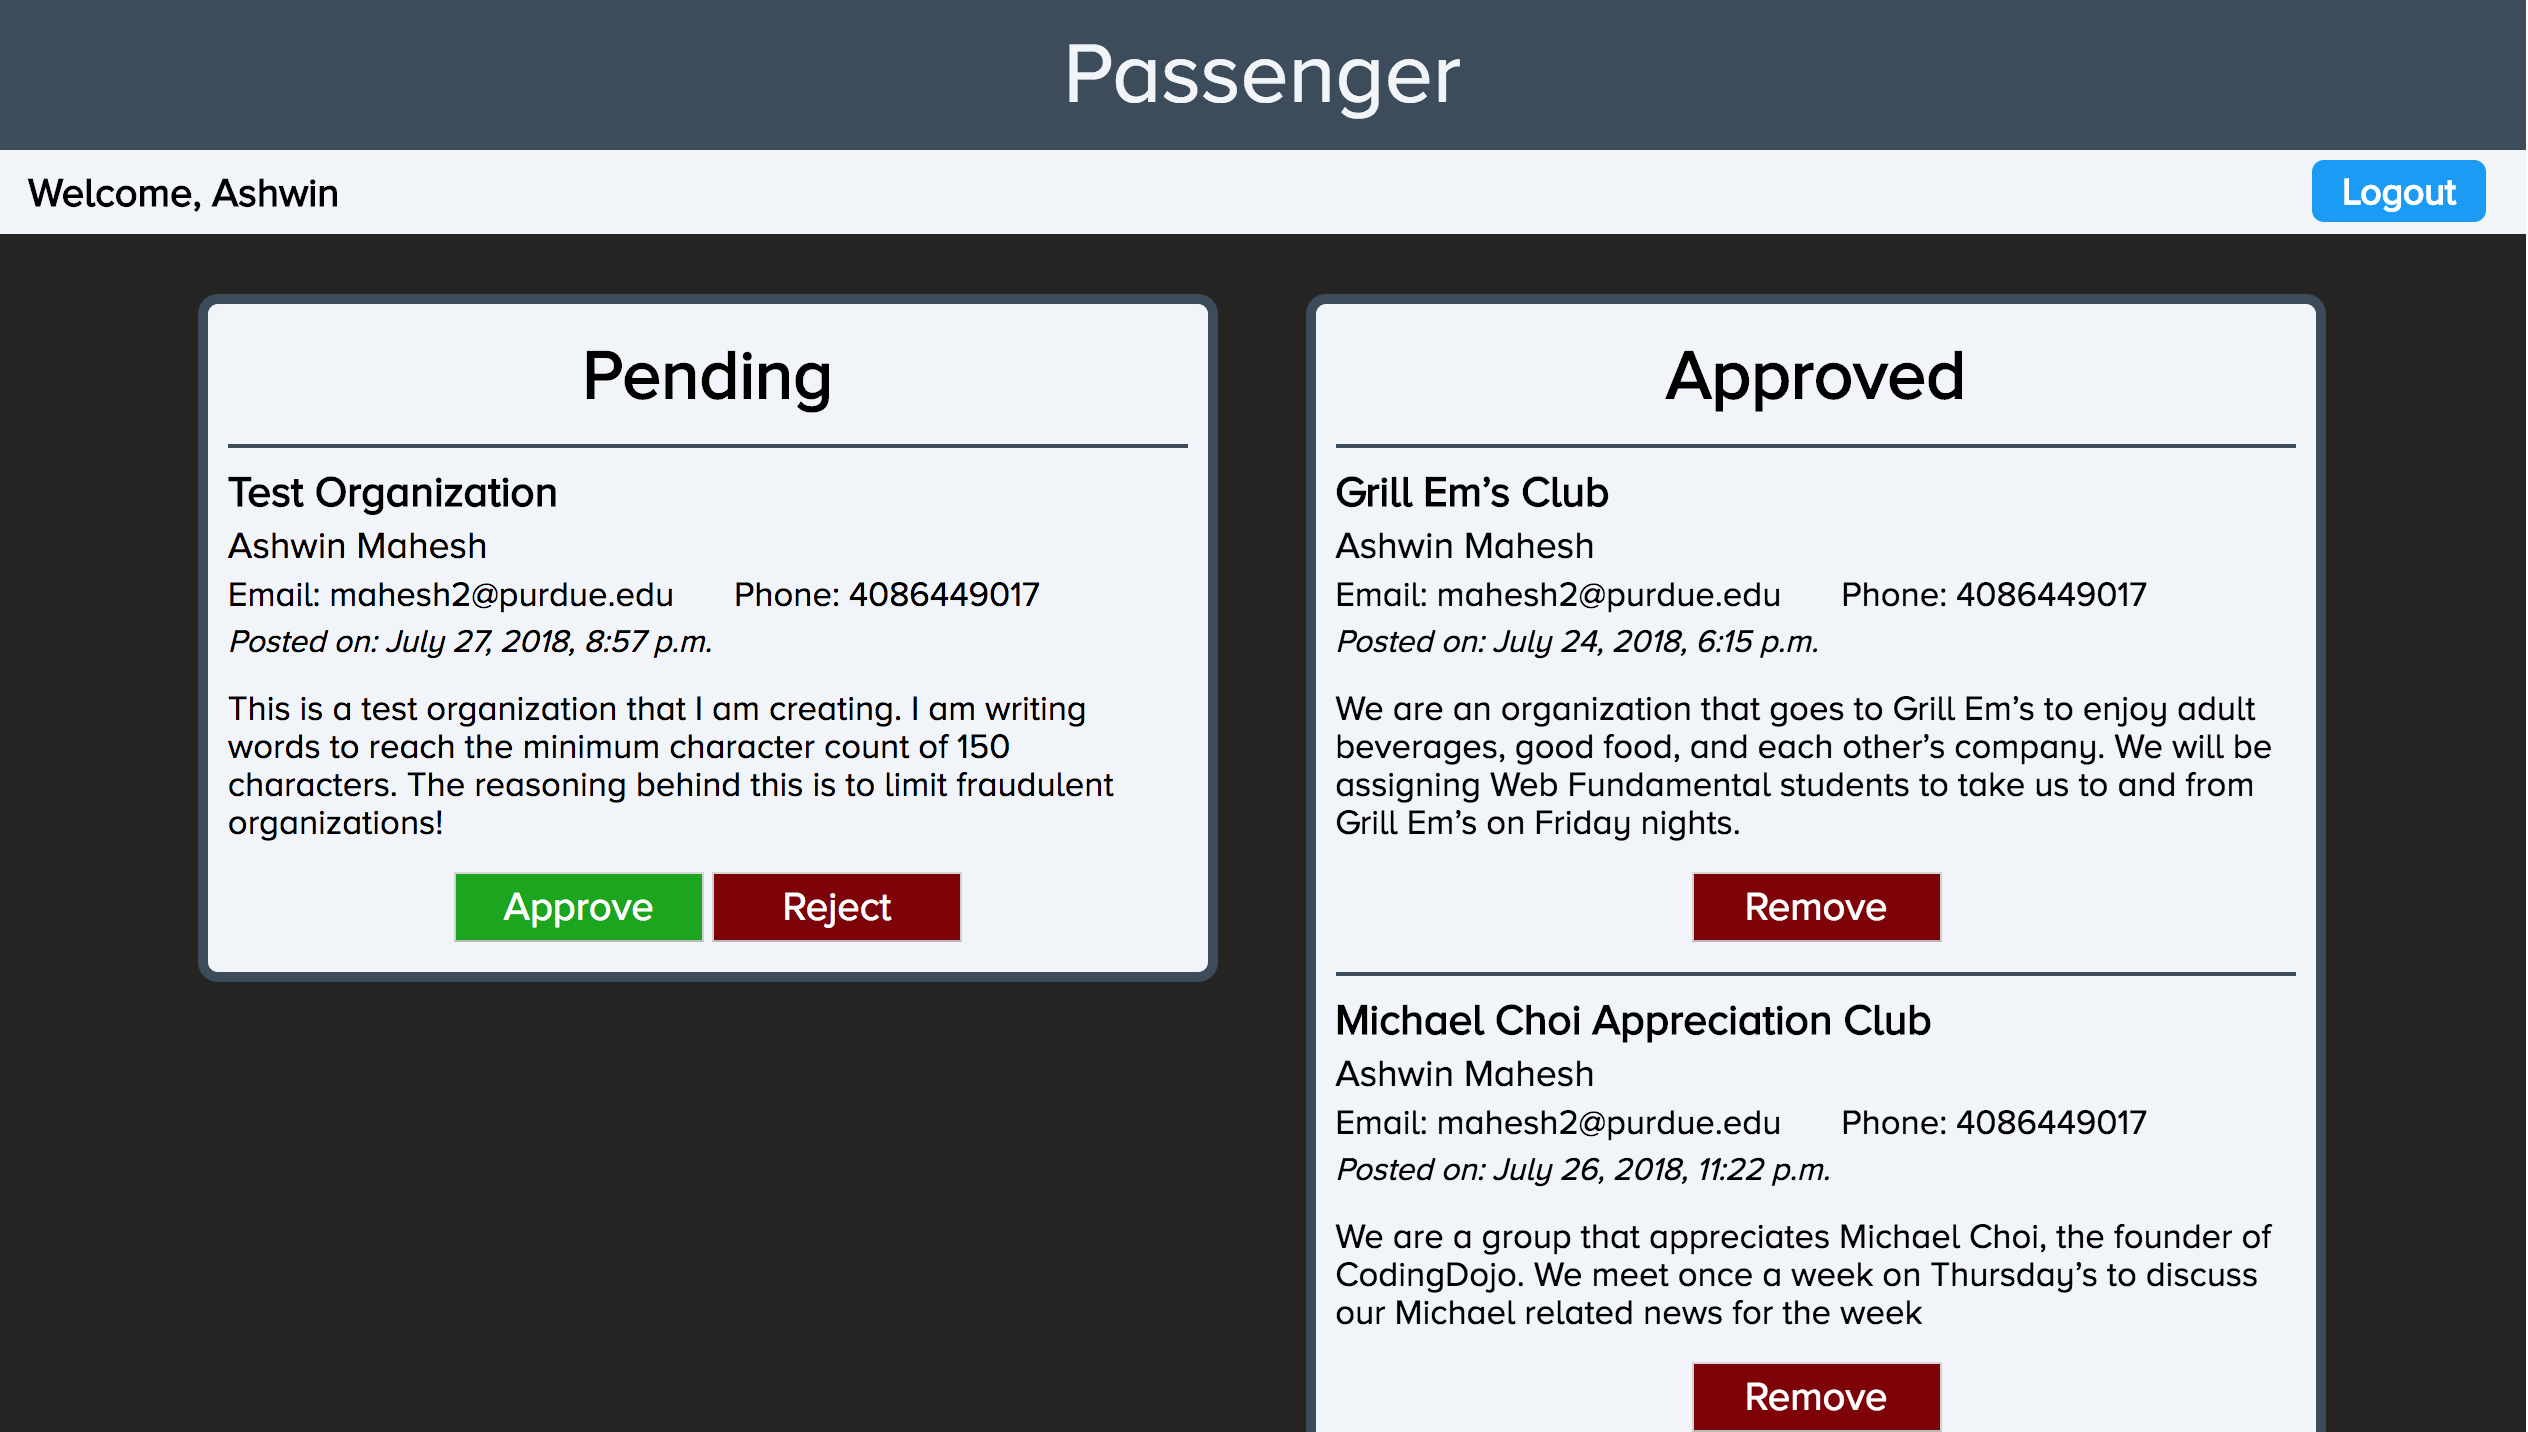 Passenger
Welcome, Ashwin
Logout
Pending
Test Organization
Ashwin Mahesh
Email: mahesh2@purdue.edu Phone: 4086449017
Posted on: July 27, 2018, 8:57 p.m.
This is a test organization that I am creating. I am writing
words to reach the minimum character count of 150
characters. The reasoning behind this is to limit fraudulent
organizations!
Approve Reject
Approved
Grill Em's Club
Ashwin Mahesh
Email: mahesh2@purdue.edu Phone: 4086449017
Posted on: July 24, 2018, 6:15 p.m.
We are an organization that goes to Grill Em's to enjoy adult
beverages, good food, and each other's company. We will be
assigning Web Fundamental students to take us to and from
Grill Em's on Friday nights.
Remove
Michael Choi Appreciation Club
Ashwin Mahesh
Email: mahesh2@purdue.edu Phone: 4086449017
Posted on: July 26, 2018, 11:22 p.m.
We are a group that appreciates Michael Choi, the founder of
CodingDojo. We meet once a week on Thursday's to discuss
our Michael related news for the week
Remove